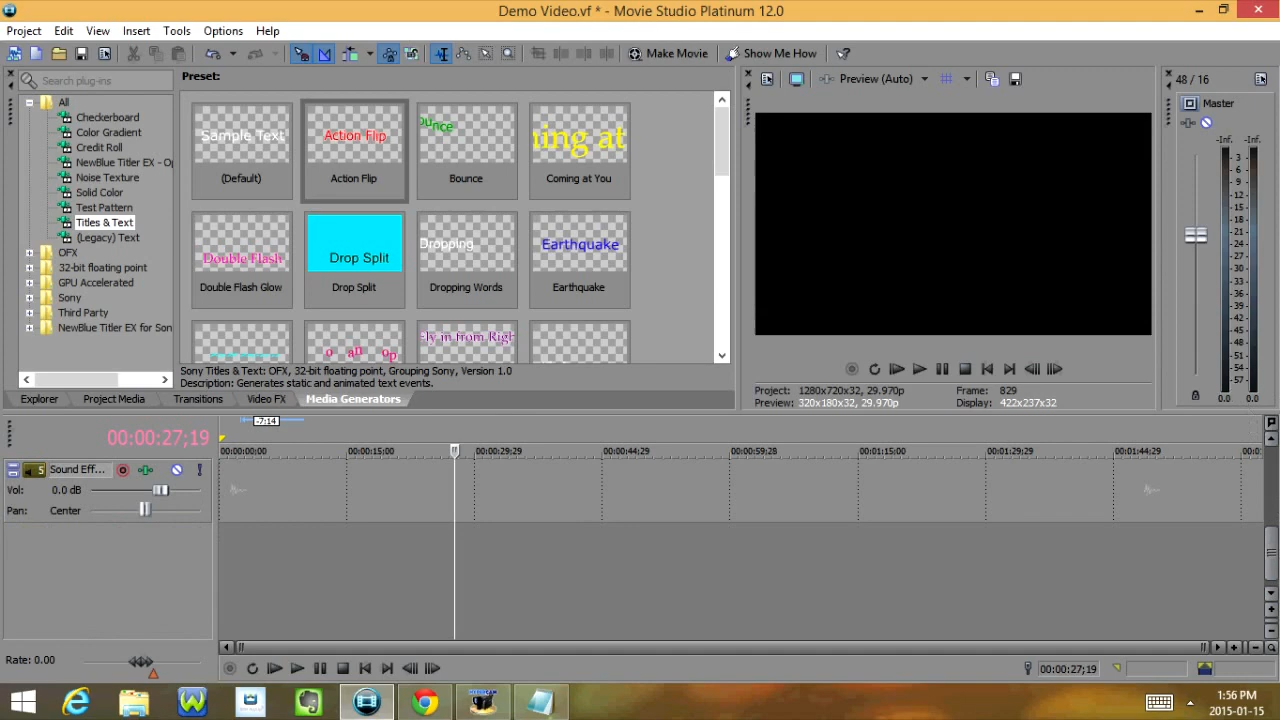 Demo Video.vf * - Movie Studio Platinum 12.0
Project Edit View Insert Tools Options Help
Make Movie Show Me How
Search plug-ins
All
Checkerboard
Color Gradient
Credit Roll
NewBlue Titler EX - Op
Noise Texture
Solid Color
Test Pattern
Titles & Text
(Legacy) Text
OFX
32-bit floating point
GPU Accelerated
Sony
Third Party
NewBlue Titler EX for Son
Preset:
Sample Text
Action Flip
ounce
ning at
(Default)
Action Flip
Bounce
Coming at You
Double Flash
Drop Split
Dropping
Earthquake
Double Flash Glow
Drop Split
Dropping Words
Earthquake
o an op
ly in from Righ
Sony Titles & Text: OFX, 32-bit floating point, Grouping Sony, Version 1.0
Description: Generates static and animated text events.
Explorer Project Media Transitions Video FX Media Generators
Preview (Auto)
Project: 1280x720x32, 29.970p
Frame: 829
Preview: 320x180x32, 29.970p
Display: 422x237x32
48 / 16
Master
-Inf. -Inf.
3
6
9
12
15
18
21
24
27
30
33
36
39
42
45
48
51
54
57
0.0 0.0
-7:14
00:00:27;19
00:00:00;00 00:00:15;00 00:00:29;29 00:00:44;29 00:00:59;28 00:01:15;00 00:01:29;29 00:01:44;29 00:0
S Sound Eff...
Vol: 0.0 dB
Pan: Center
Rate: 0.00
00:00:27;19
1:56 PM
2015-01-15